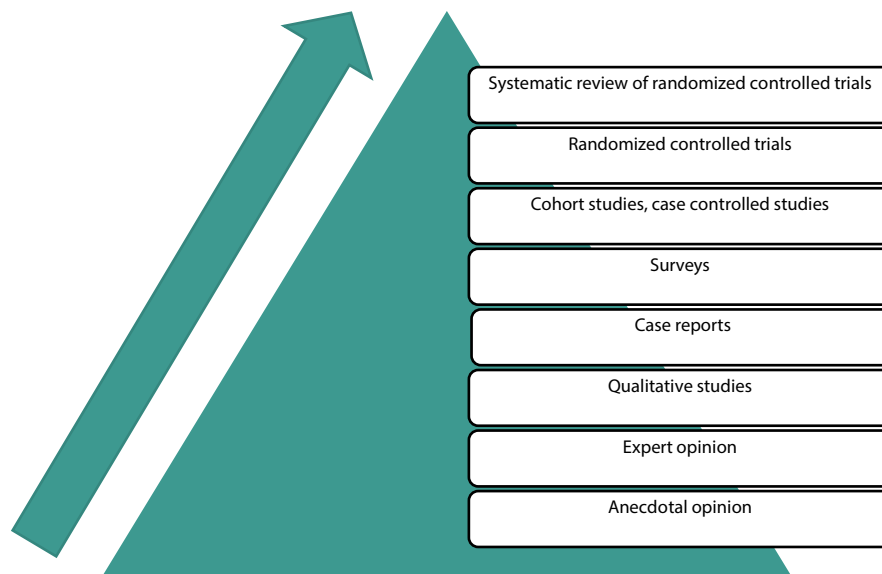 Systematic review of randomized controlled trials
Randomized controlled trials
Cohort studies, case controlled studies
Surveys
Case reports
Qualitative studies
Expert opinion
Anecdotal opinion